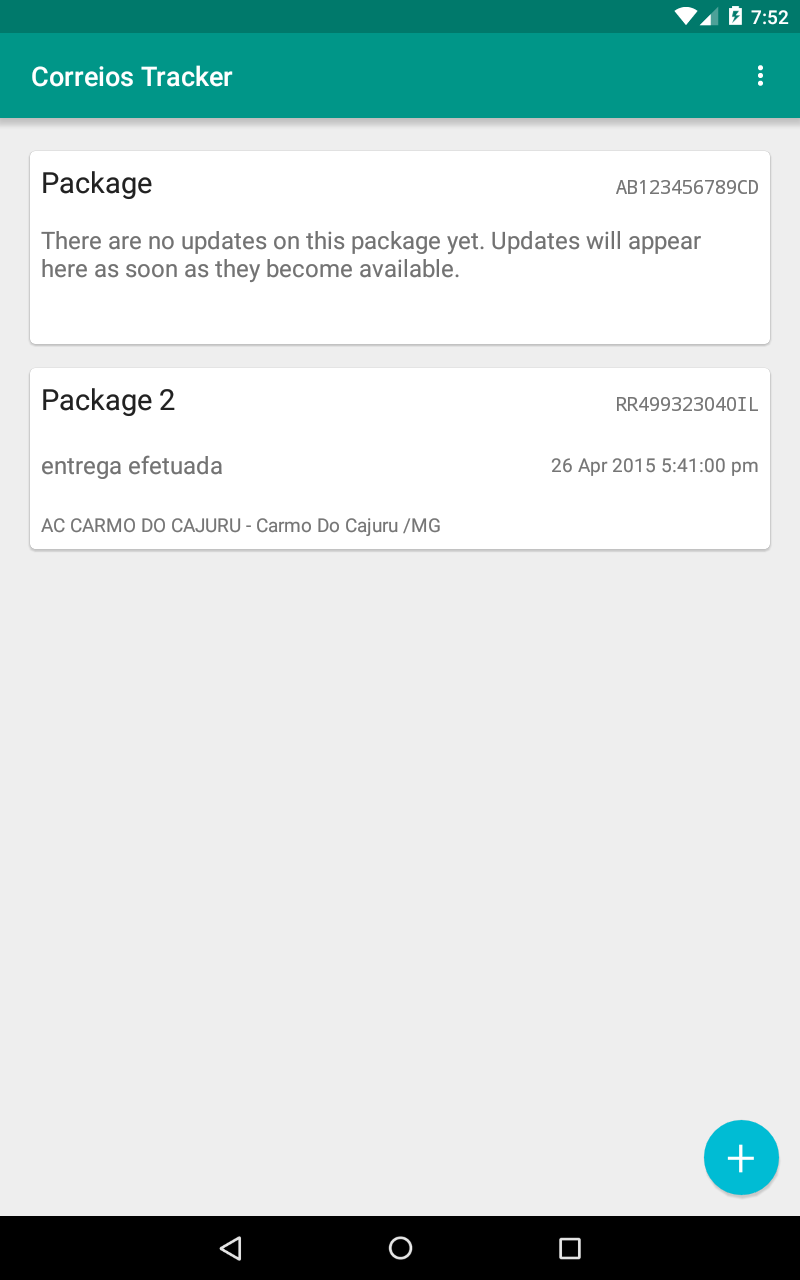 7:52
Correios Tracker
Package AB123456789CD
There are no updates on this package yet. Updates will appear
here as soon as they become available.
Package 2 RR499323040IL
entrega efetuada 26 Apr 2015 5:41:00 pm
AC CARMO DO CAJURU - Carmo Do Cajuru /MG